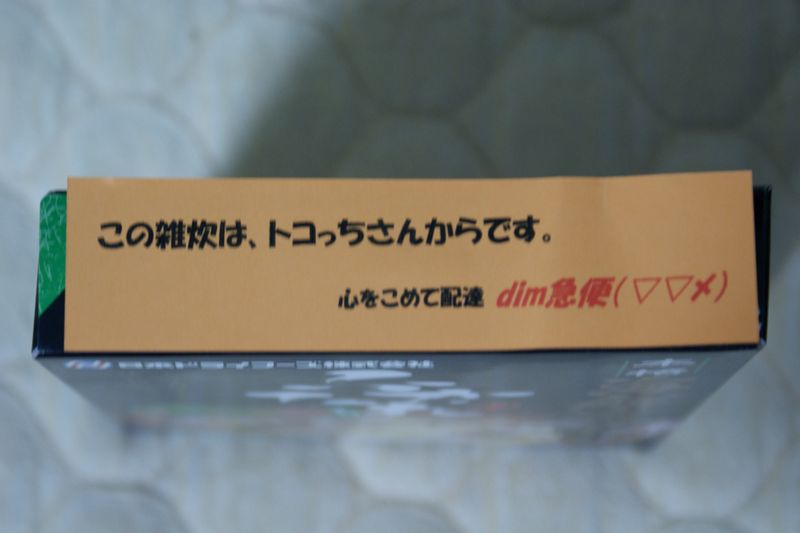 この雑炊は、トコっちさんからです。
心をこめて配達 dim急便(▽▽メ)